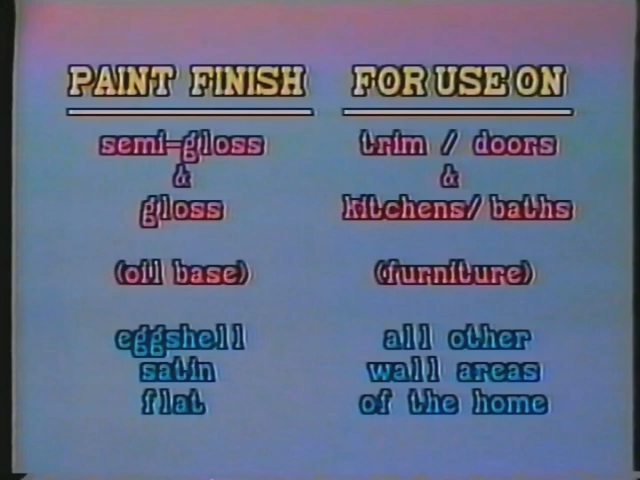 PAINT FINISH FOR USE ON
semi-gloss trim / doors
& &
gloss kitchens/baths
(oil base) (furniture)
eggshell all other
satin wall areas
flat of the home